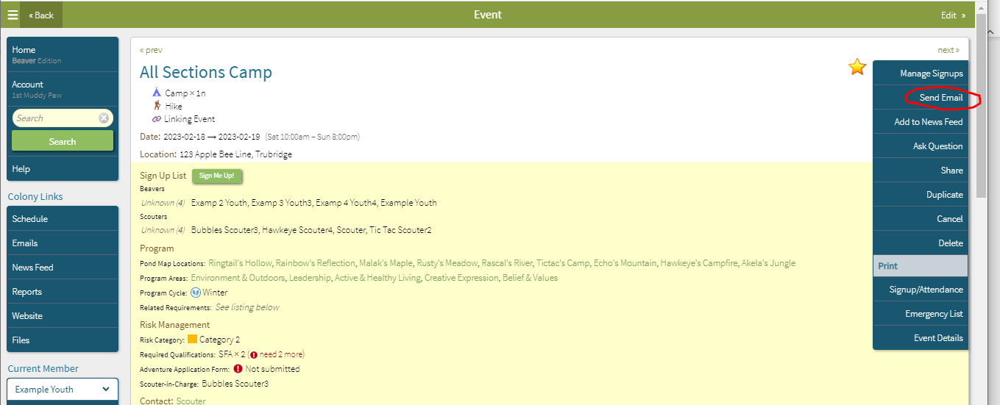 « Back
Event
Edit »
Home
Beaver Edition
Account
1st Muddy Paw
Search
Search
Help
Colony Links
Schedule
Emails
News Feed
Reports
Website
Files
Current Member
Example Youth
« prev
next »
All Sections Camp
Camp × 1n
Hike
Linking Event
Date: 2023-02-18 → 2023-02-19 (Sat 10:00am – Sun 8:00pm)
Location: 123 Apple Bee Line, Trubridge
Sign Up List Sign Me Up!
Beavers
Unknown (4) Examp 2 Youth, Examp 3 Youth3, Examp 4 Youth4, Example Youth
Scouters
Unknown (4) Bubbles Scouter3, Hawkeye Scouter4, Scouter, Tic Tac Scouter2
Program
Pond Map Locations: Ringtail's Hollow, Rainbow's Reflection, Malak's Maple, Rusty's Meadow, Rascal's River, Tictac's Camp, Echo's Mountain, Hawkeye's Campfire, Akela's Jungle
Program Areas: Environment & Outdoors, Leadership, Active & Healthy Living, Creative Expression, Belief & Values
Program Cycle: Winter
Related Requirements: See listing below
Risk Management
Risk Category: Category 2
Required Qualifications: SFA × 2 (need 2 more)
Adventure Application Form: Not submitted
Scouter-in-Charge: Bubbles Scouter3
Contact: Scouter
Manage Signups
Send Email
Add to News Feed
Ask Question
Share
Duplicate
Cancel
Delete
Print
Signup/Attendance
Emergency List
Event Details